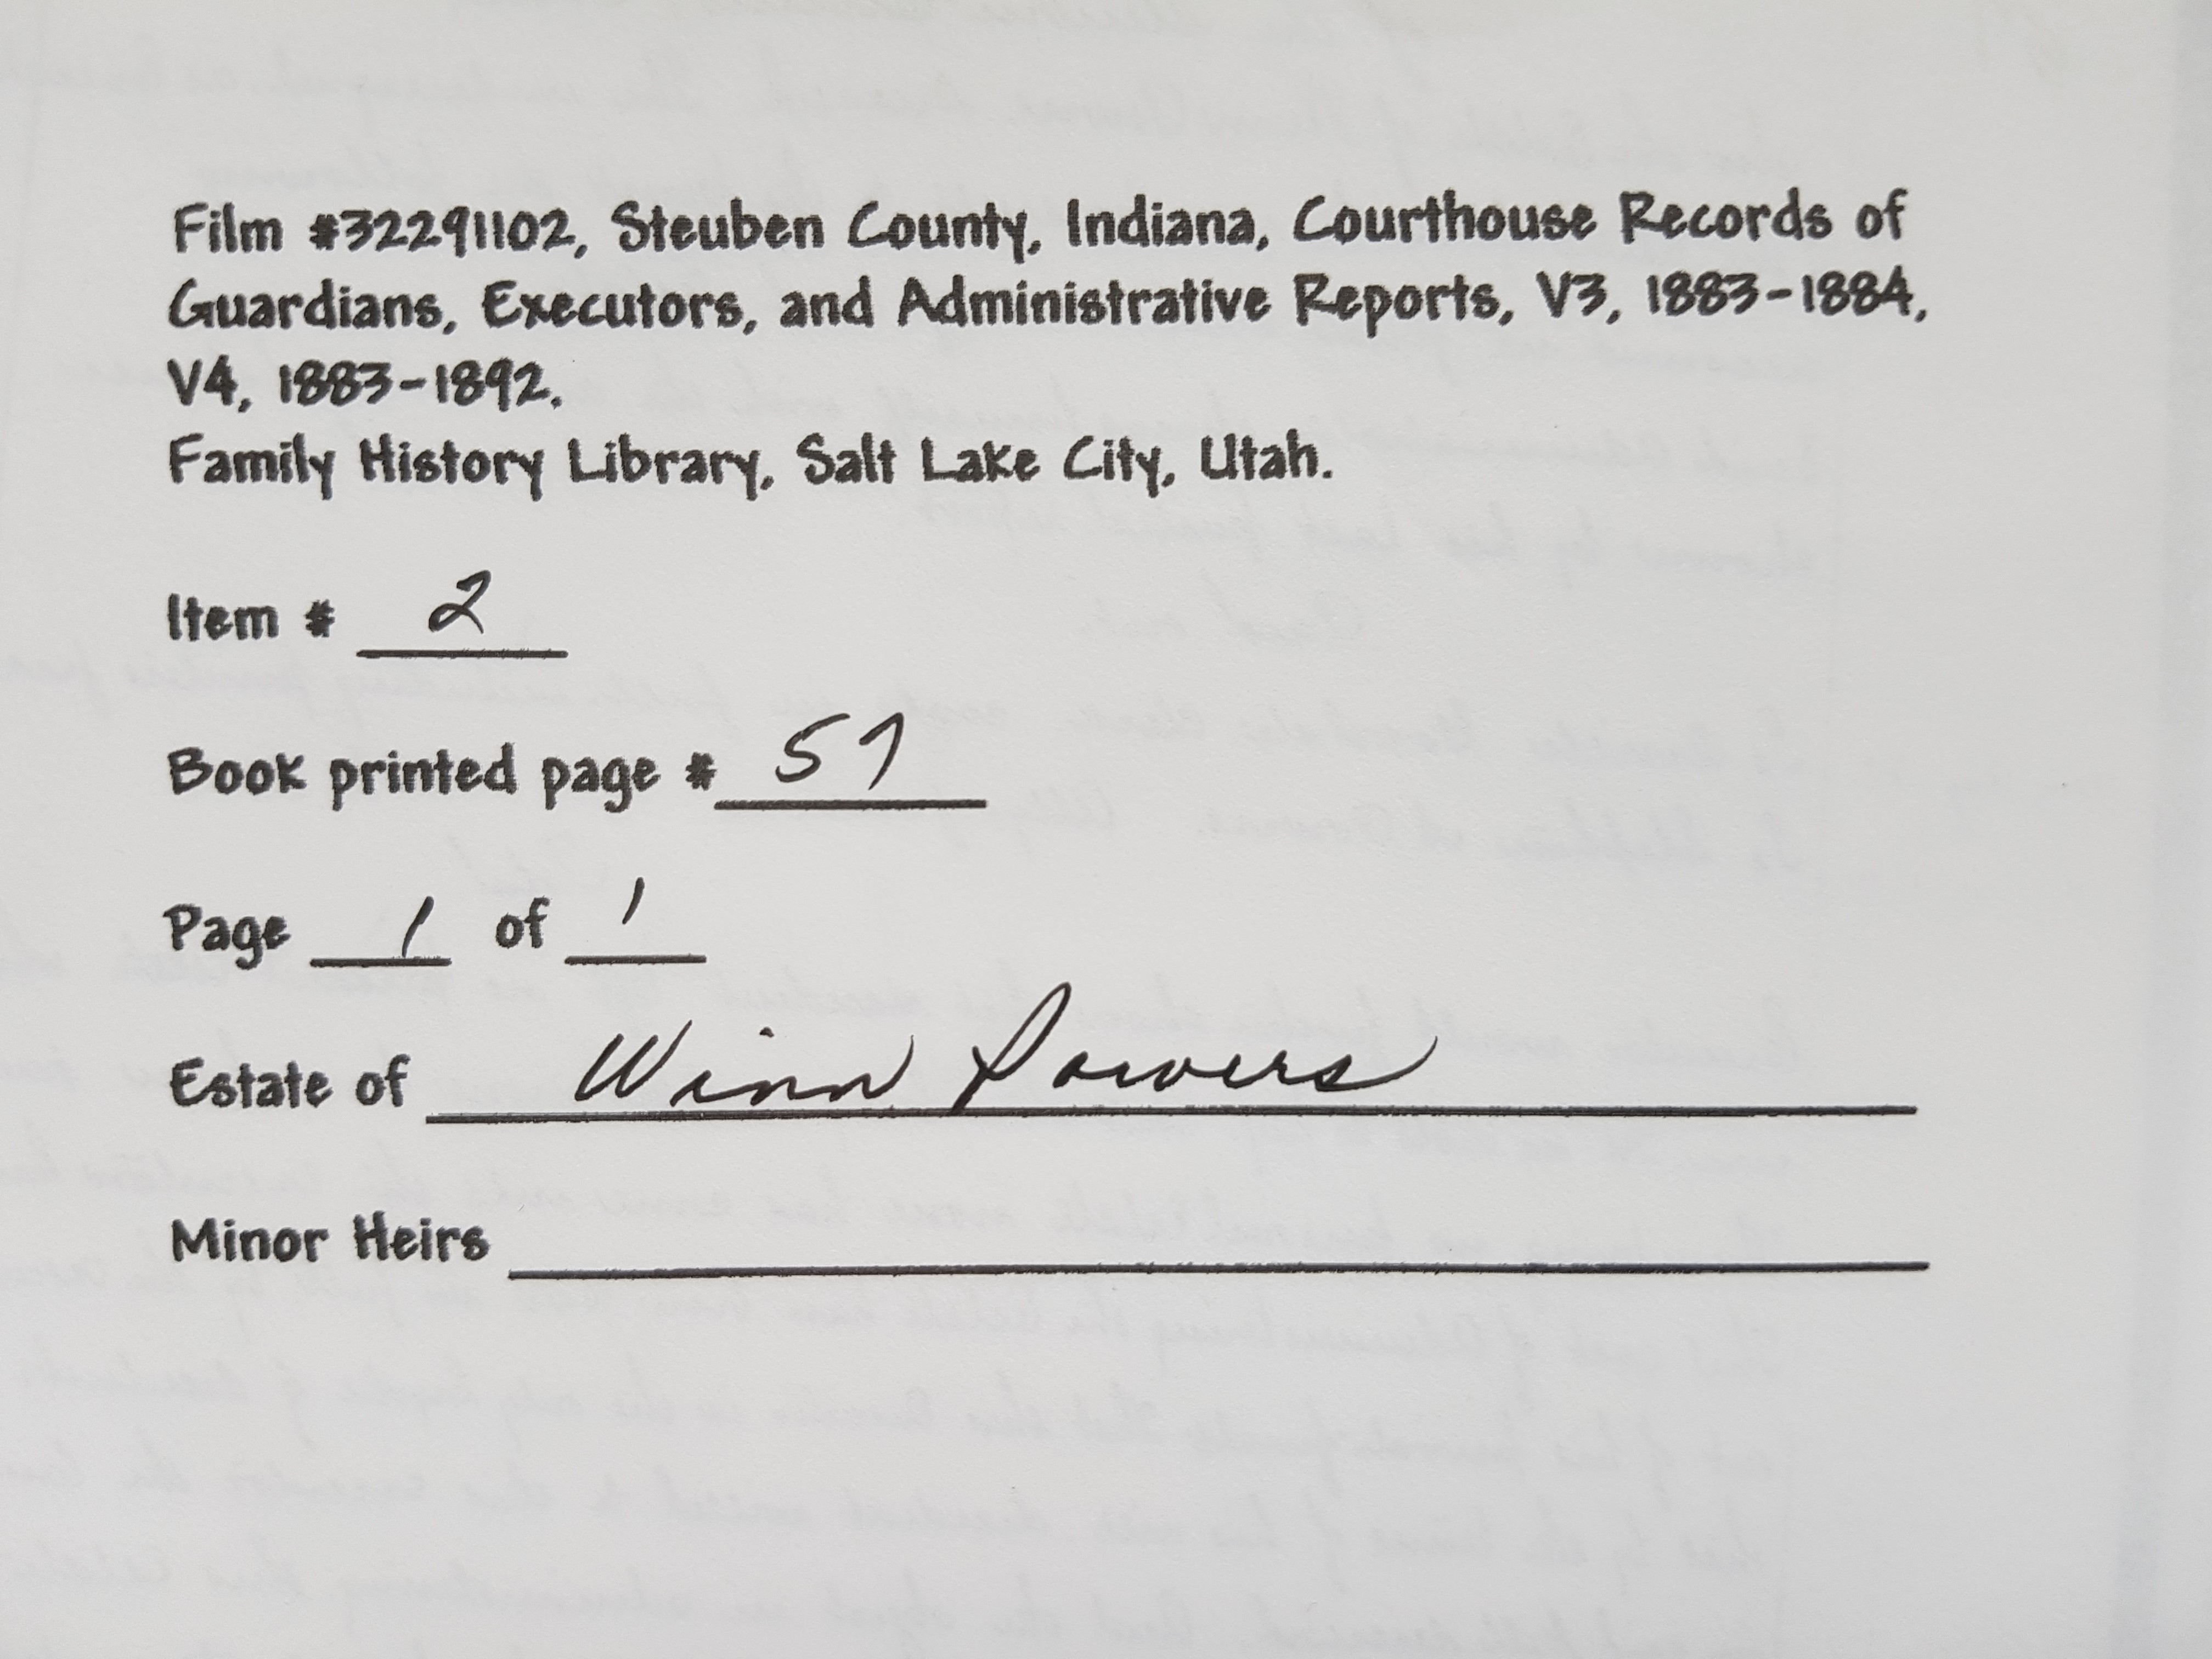 Film #32291102, Steuben County, Indiana, Courthouse Records of
Guardians, Executors, and Administrative Reports, V3, 1883-1884,
V4, 1883-1892.
Family History Library, Salt Lake City, Utah.
Item # 2
Book printed page # 57
Page 1 of 1
Estate of Winn Powers
Minor Heirs